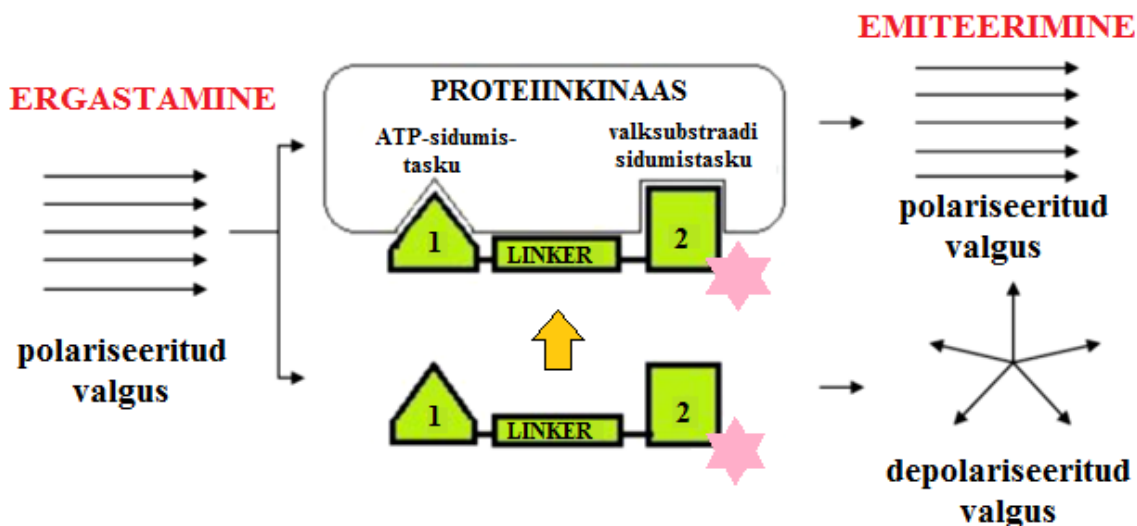 ERGASTAMINE
polariseeritud
valgus
PROTEIINKINAAS
ATP-sidumis-
tasku
valksubstraadi
sidumistasku
1
LINKER
2
1
LINKER
2
EMITEERIMINE
polariseeritud
valgus
depolariseeritud
valgus